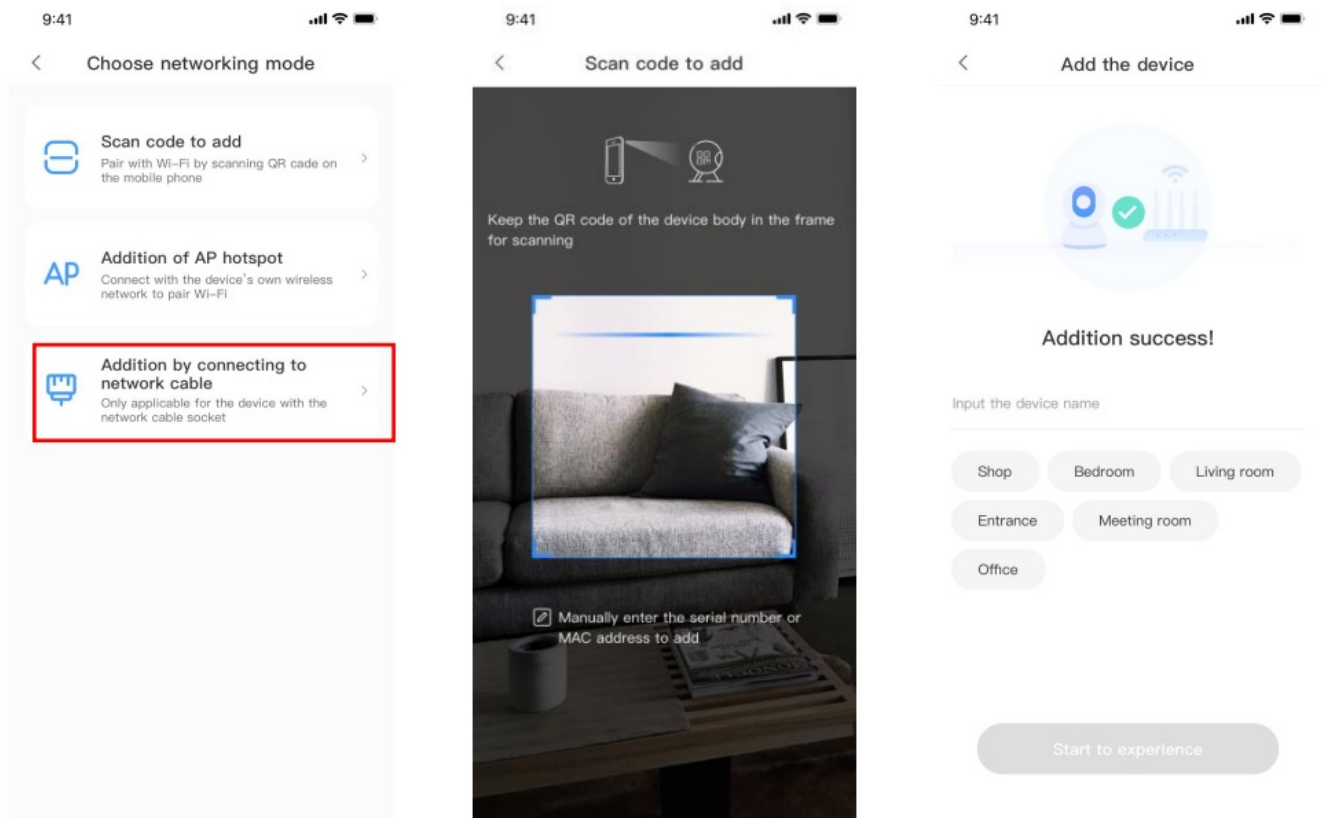 9:41
Choose networking mode
Scan code to add
Pair with Wi-Fi by scanning QR cade on
the mobile phone
AP
Addition of AP hotspot
Connect with the device's own wireless
network to pair Wi-Fi
Addition by connecting to
network cable
Only applicable for the device with the
network cable socket
9:41
Scan code to add
QR
Keep the QR code of the device body in the frame
for scanning
Manually enter the serial number or
MAC address to add
9:41
Add the device
Addition success!
Input the device name
Shop Bedroom Living room
Entrance Meeting room
Office
Start to experience